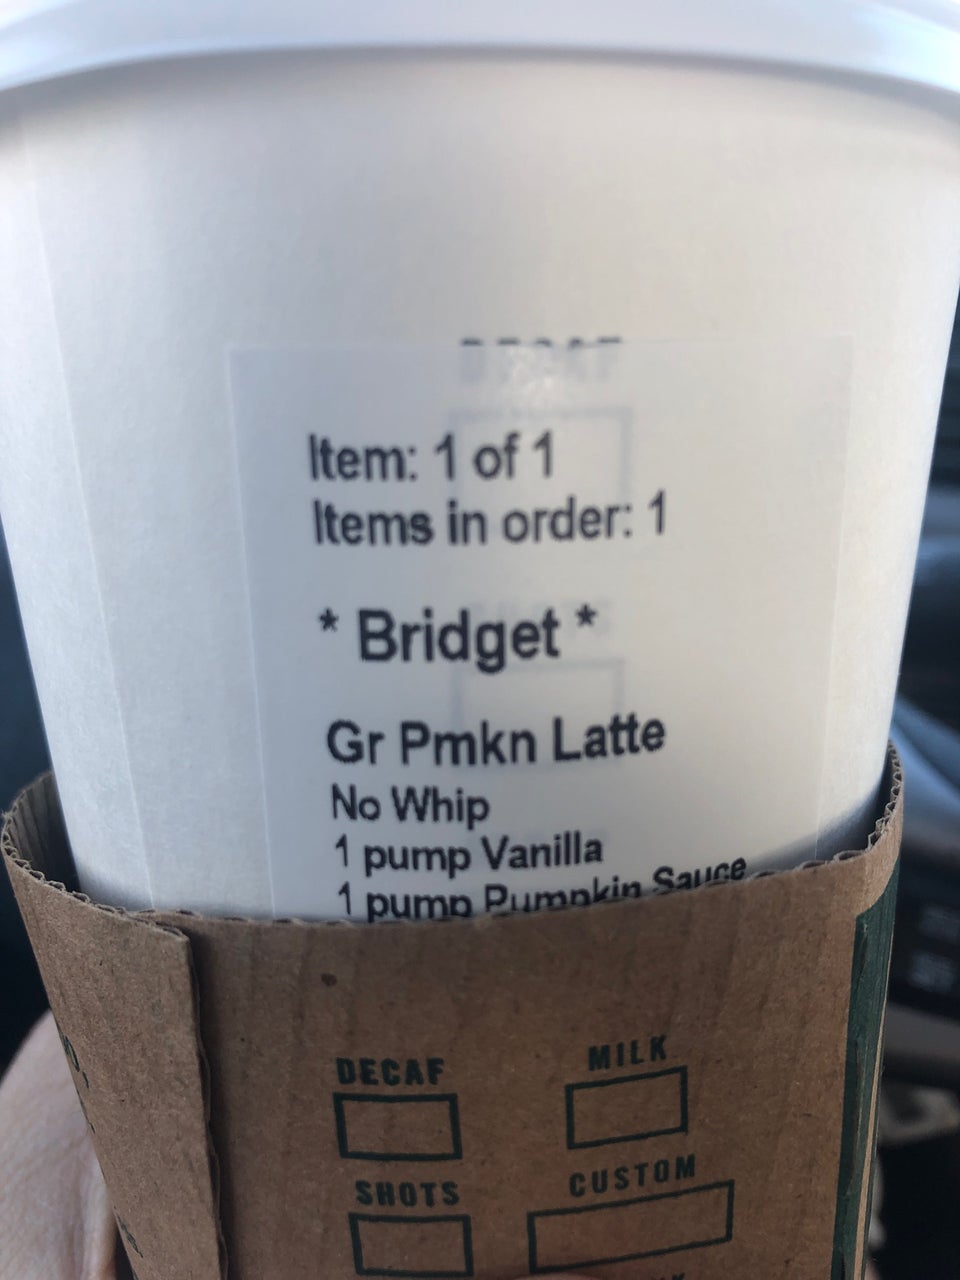 DECAF
Item: 1 of 1
Items in order: 1
* Bridget *
Gr Pmkn Latte
No Whip
1 pump Vanilla
1 pump Pumpkin Sauce
DECAF MILK
SHOTS CUSTOM